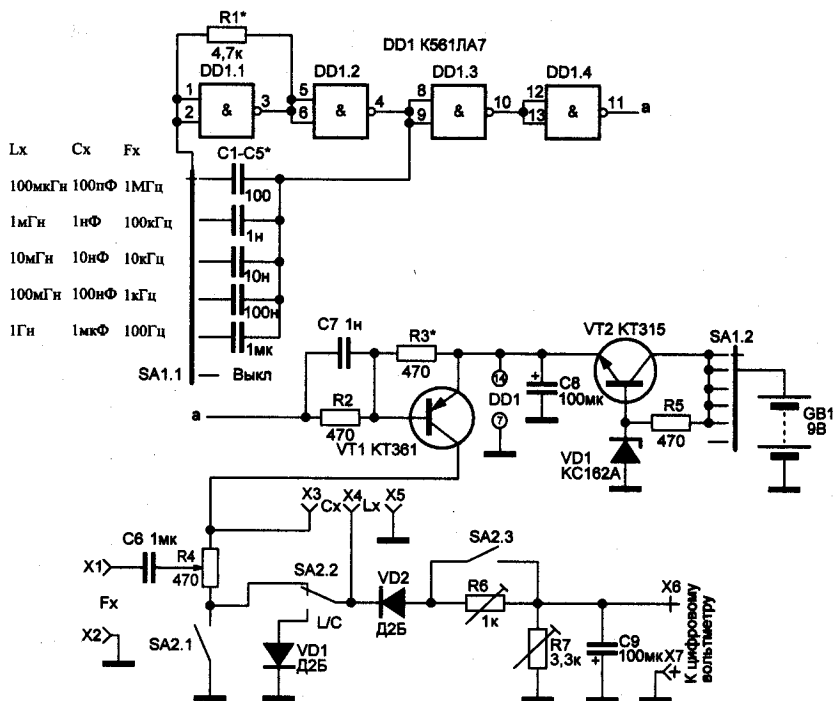 R1*
4,7к
DD1 К561ЛА7
DD1.1
DD1.2
DD1.3
DD1.4
1
2
&
3
5
6
&
4
8
9
&
10
12
13
&
11
a
Lx Cx Fx
C1-C5*
100мкГн 100пФ 1МГц
100
1мГн 1нФ 100кГц
1н
10мГн 10нФ 10кГц
10н
100мГн 100нФ 1кГц
100н
1Гн 1мкФ 100Гц
1мк
SA1.1
Выкл
C7 1н
R3*
470
VT2 КТ315
SA1.2
a
R2
470
VT1 КТ361
14
DD1
7
+
C8
100мк
R5
470
VD1
КС162А
GB1
9В
X3
Cx
X4
Lx
X5
C6 1мк
X1
R4
470
Fx
X2
SA2.1
SA2.2
L/C
VD1
Д2Б
VD2
Д2Б
SA2.3
R6
1к
R7
3,3к
C9
100мк
+
X6
+
X7
К цифровому
вольтметру